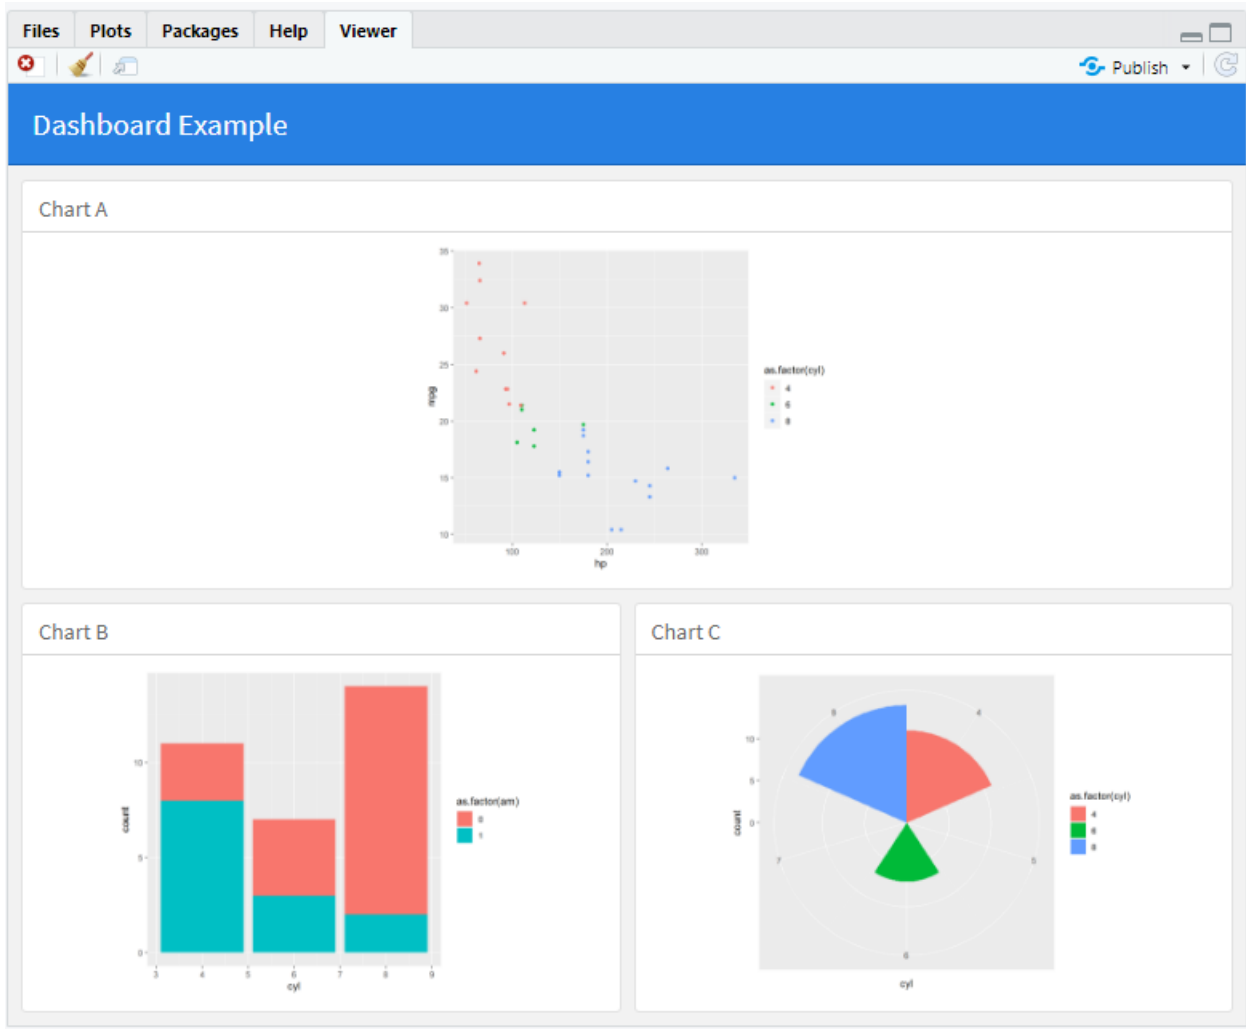 Files Plots Packages Help Viewer
Publish
Dashboard Example
Chart A
35
30
25
20
15
10
mpg
100 200 300
hp
as.factor(cyl)
4
6
8
Chart B
10
5
0
count
3 4 5 6 7 8 9
cyl
as.factor(am)
0
1
Chart C
10
5
0
count
8 4
7 5
6
cyl
as.factor(cyl)
4
6
8